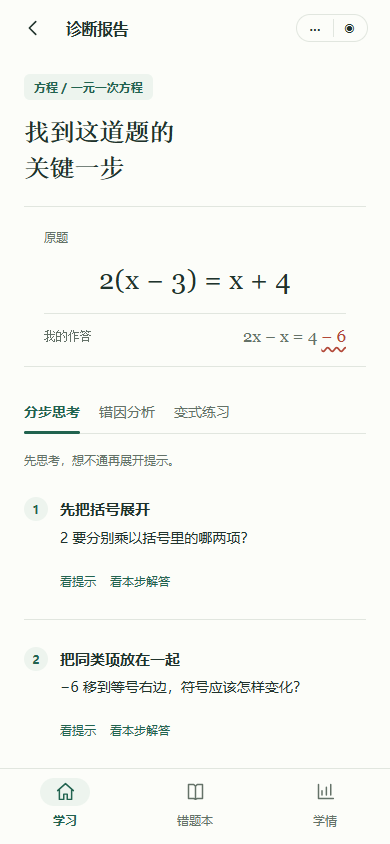 诊断报告
方程 / 一元一次方程
找到这道题的
关键一步
原题
2(x − 3) = x + 4
我的作答 2x − x = 4 − 6
分步思考 错因分析 变式练习
先思考，想不通再展开提示。
1 先把括号展开
2 要分别乘以括号里的哪两项？
看提示 看本步解答
2 把同类项放在一起
−6 移到等号右边，符号应该怎样变化？
看提示 看本步解答
学习 错题本 学情